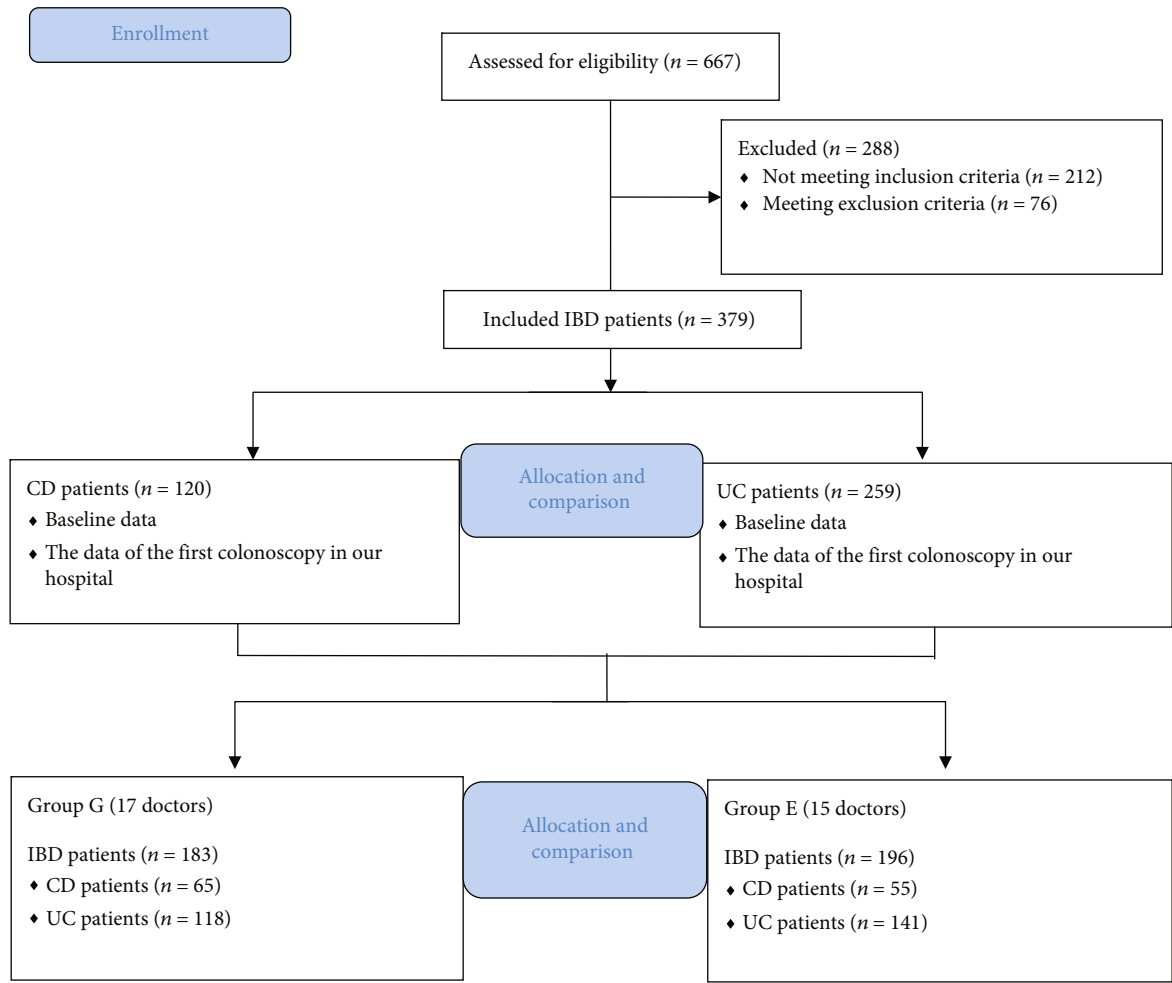 Enrollment
Assessed for eligibility (n = 667)
Excluded (n = 288)
♦ Not meeting inclusion criteria (n = 212)
♦ Meeting exclusion criteria (n = 76)
Included IBD patients (n = 379)
CD patients (n = 120)
♦ Baseline data
♦ The data of the first colonoscopy in our
hospital
Allocation and
comparison
UC patients (n = 259)
♦ Baseline data
♦ The data of the first colonoscopy in our
hospital
Group G (17 doctors)
IBD patients (n = 183)
♦ CD patients (n = 65)
♦ UC patients (n = 118)
Allocation and
comparison
Group E (15 doctors)
IBD patients (n = 196)
♦ CD patients (n = 55)
♦ UC patients (n = 141)